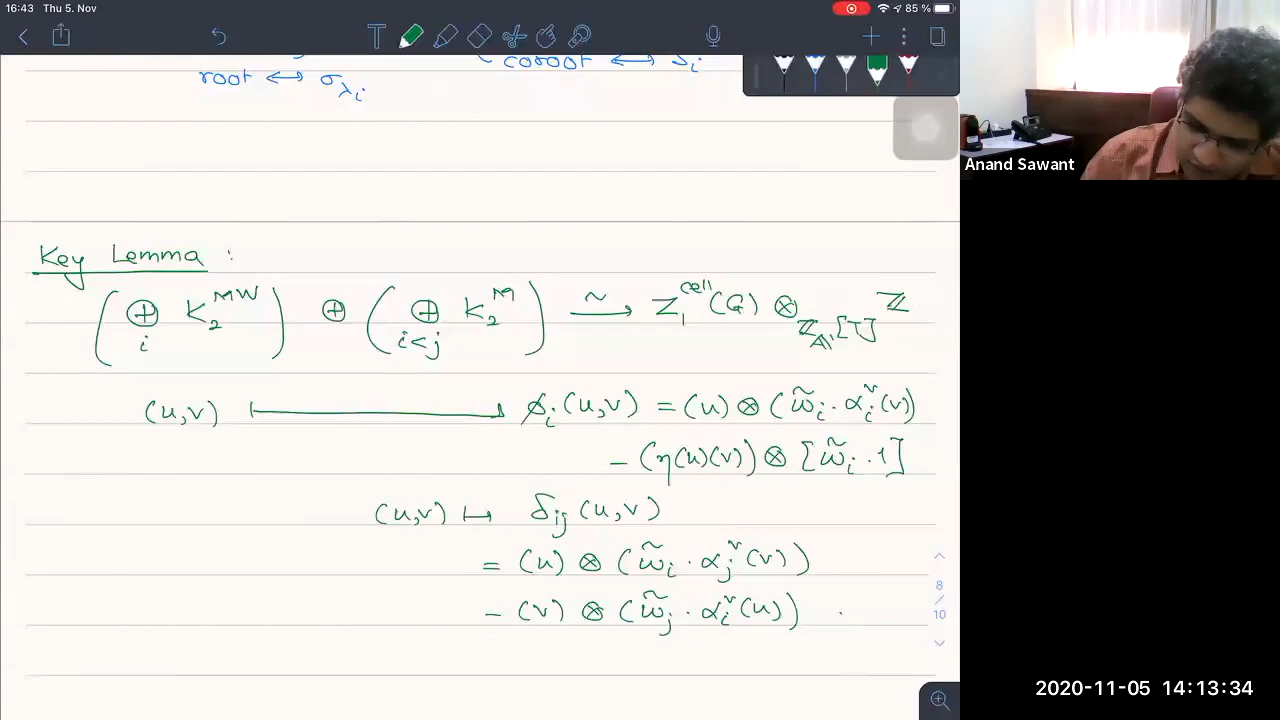 16:43 Thu 5. Nov
85 %
root ↔ σ_{λ_i}
coroot ↔ s_i
Anand Sawant
Key Lemma :
(⊕_i K_2^{MW}) ⊕ (⊕_{i<j} K_2^M) ~→ Z_1^{cell}(G) ⊗_{Z_{A^1}[T]} Z
(u,v) ↦ φ_i(u,v) = (u) ⊗ (w̃_i · α_i^∨(v))
− (η(u)(v)) ⊗ [w̃_i · 1]
(u,v) ↦ δ_{ij}(u,v)
= (u) ⊗ (w̃_i · α_j^∨(v))
− (v) ⊗ (w̃_j · α_i^∨(u)) .
8
/
10
2020-11-05 14:13:34